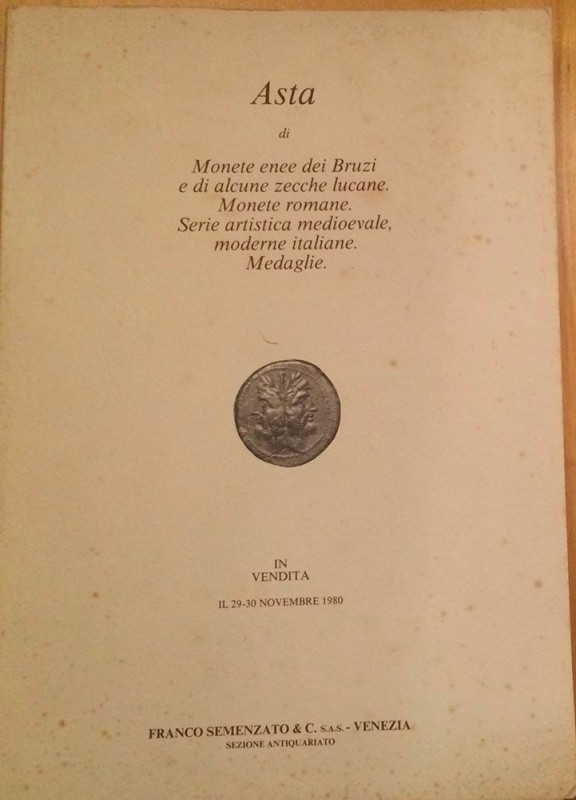 Asta
di
Monete enee dei Bruzi
e di alcune zecche lucane.
Monete romane.
Serie artistica medioevale,
moderne italiane.
Medaglie.
IN
VENDITA
IL 29-30 NOVEMBRE 1980
FRANCO SEMENZATO & C. S.A.S. - VENEZIA
SEZIONE ANTIQUARIATO